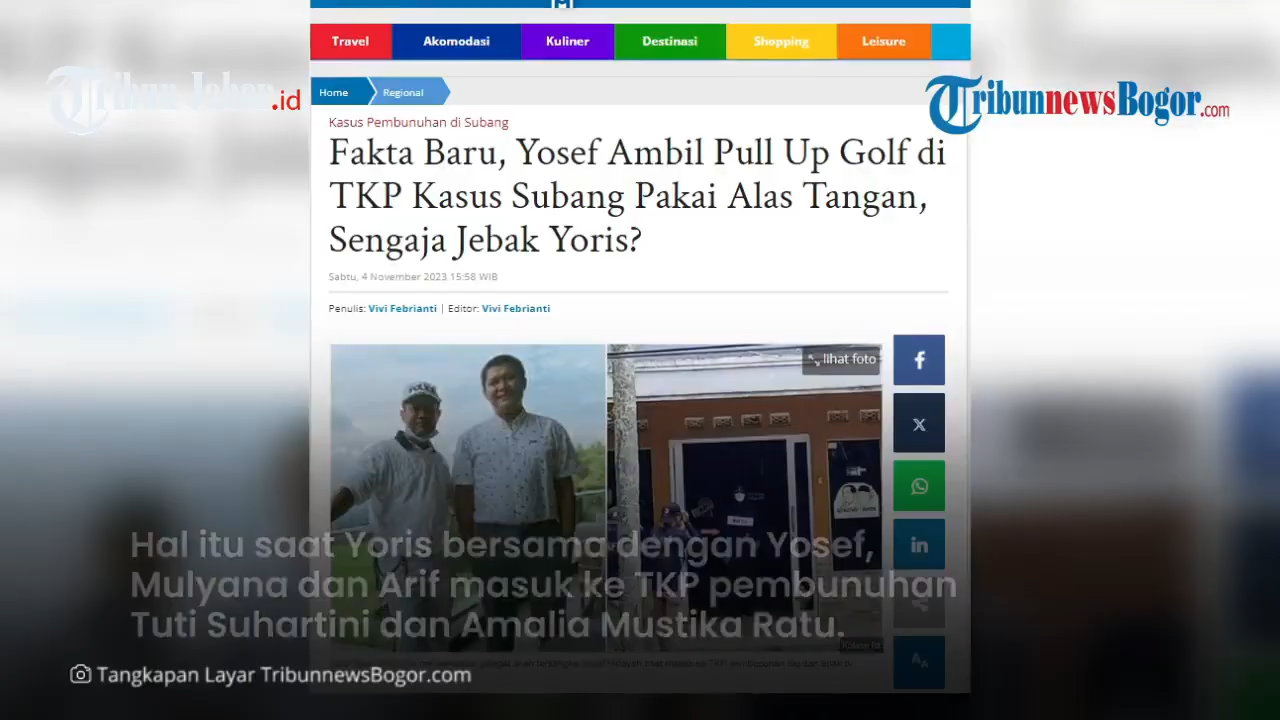 Travel
Akomodasi
Kuliner
Destinasi
Shopping
Leisure
Tribun Jabar.id
TribunnewsBogor.com
Home
Regional
Kasus Pembunuhan di Subang
Fakta Baru, Yosef Ambil Pull Up Golf di
TKP Kasus Subang Pakai Alas Tangan,
Sengaja Jebak Yoris?
Sabtu, 4 November 2023 15:58 WIB
Penulis: Vivi Febrianti | Editor: Vivi Febrianti
lihat foto
Hal itu saat Yoris bersama dengan Yosef,
Mulyana dan Arif masuk ke TKP pembunuhan
Tuti Suhartini dan Amalia Mustika Ratu.
Tangkapan Layar TribunnewsBogor.com